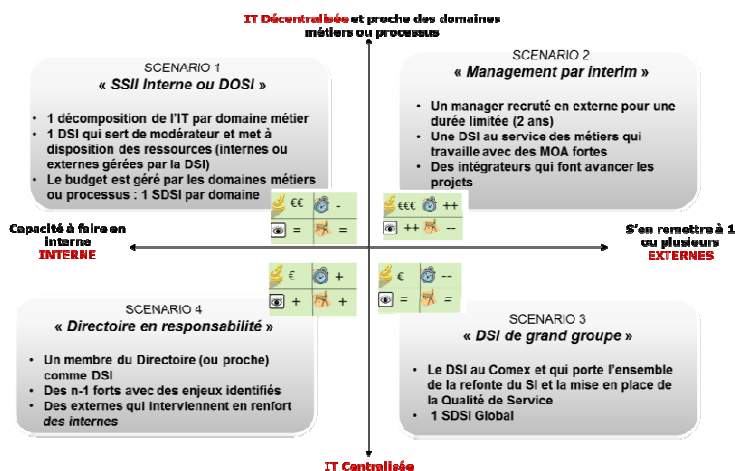 IT Décentralisée et proche des domaines
métiers ou processus
SCENARIO 1
« SSII Interne ou DOSI »
• 1 décomposition de l'IT par domaine métier
• 1 DSI qui sert de modérateur et met à
disposition des ressources (internes ou
externes gérées par la DSI)
• Le budget est géré par les domaines métiers
ou processus : 1 SDSI par domaine
SCENARIO 2
« Management par interim »
• Un manager recruté en externe pour une
durée limitée (2 ans)
• Une DSI au service des métiers qui
travaille avec des MOA fortes
• Des intégrateurs qui font avancer les
projets
€€ -
= =
€€€ ++
++ --
Capacité à faire en
interne
INTERNE
S'en remettre à 1
ou plusieurs
EXTERNES
€ +
+ +
€ --
= =
SCENARIO 4
« Directoire en responsabilité »
• Un membre du Directoire (ou proche)
comme DSI
• Des n-1 forts avec des enjeux identifiés
• Des externes qui interviennent en renfort
des internes
SCENARIO 3
« DSI de grand groupe »
• Le DSI au Comex et qui porte l'ensemble
de la refonte du SI et la mise en place de
la Qualité de Service
• 1 SDSI Global
IT Centralisée